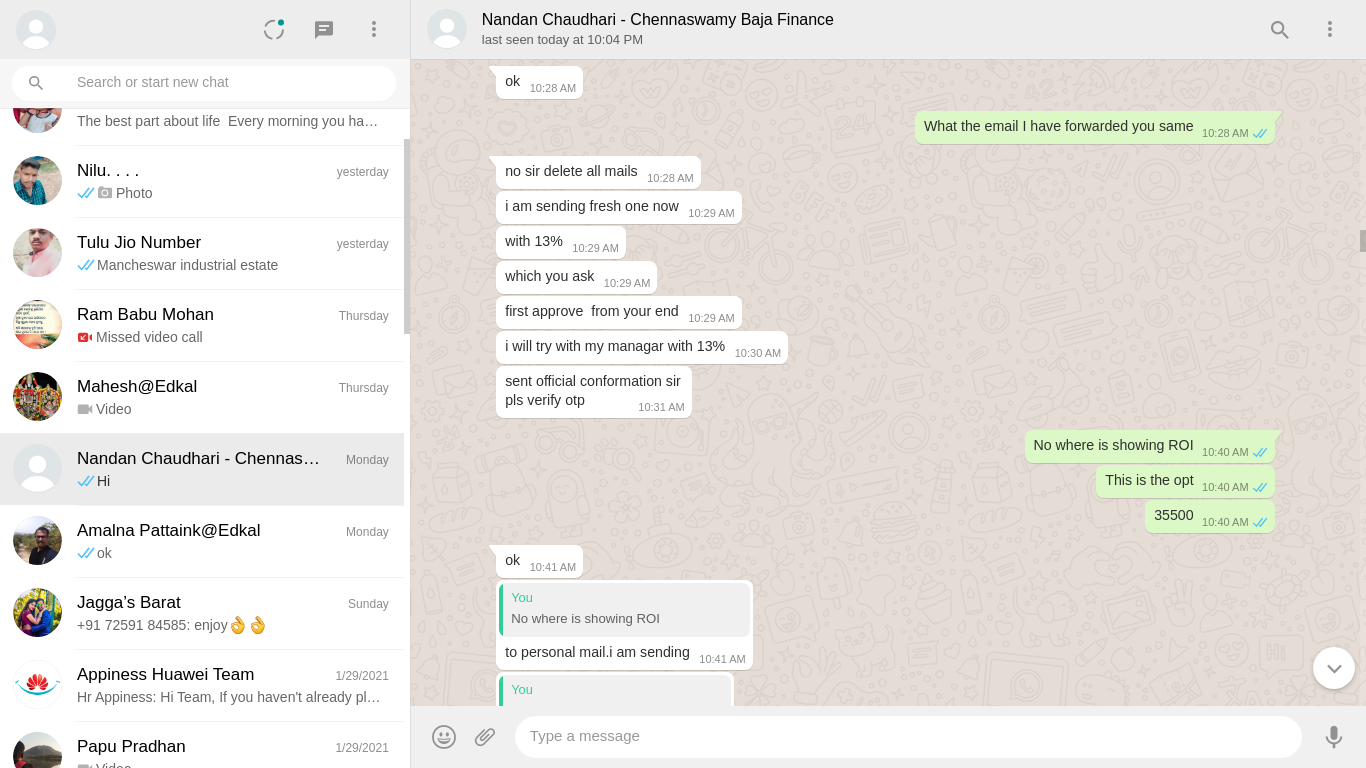 Search or start new chat
The best part about life  Every morning you ha…
Nilu. . . .
yesterday
Photo
Tulu Jio Number
yesterday
Mancheswar industrial estate
Ram Babu Mohan
Thursday
Missed video call
Mahesh@Edkal
Thursday
Video
Nandan Chaudhari - Chennas…
Monday
Hi
Amalna Pattaink@Edkal
Monday
ok
Jagga’s Barat
Sunday
+91 72591 84585: enjoy👌👌
Appiness Huawei Team
1/29/2021
Hr Appiness: Hi Team, If you haven't already pl…
Papu Pradhan
1/29/2021
Video
Nandan Chaudhari - Chennaswamy Baja Finance
last seen today at 10:04 PM
ok 10:28 AM
What the email I have forwarded you same 10:28 AM
no sir delete all mails 10:28 AM
i am sending fresh one now 10:29 AM
with 13% 10:29 AM
which you ask 10:29 AM
first approve  from your end 10:29 AM
i will try with my managar with 13% 10:30 AM
sent official conformation sir
pls verify otp 10:31 AM
No where is showing ROI 10:40 AM
This is the opt 10:40 AM
35500 10:40 AM
ok 10:41 AM
You
No where is showing ROI
to personal mail.i am sending 10:41 AM
You
Type a message